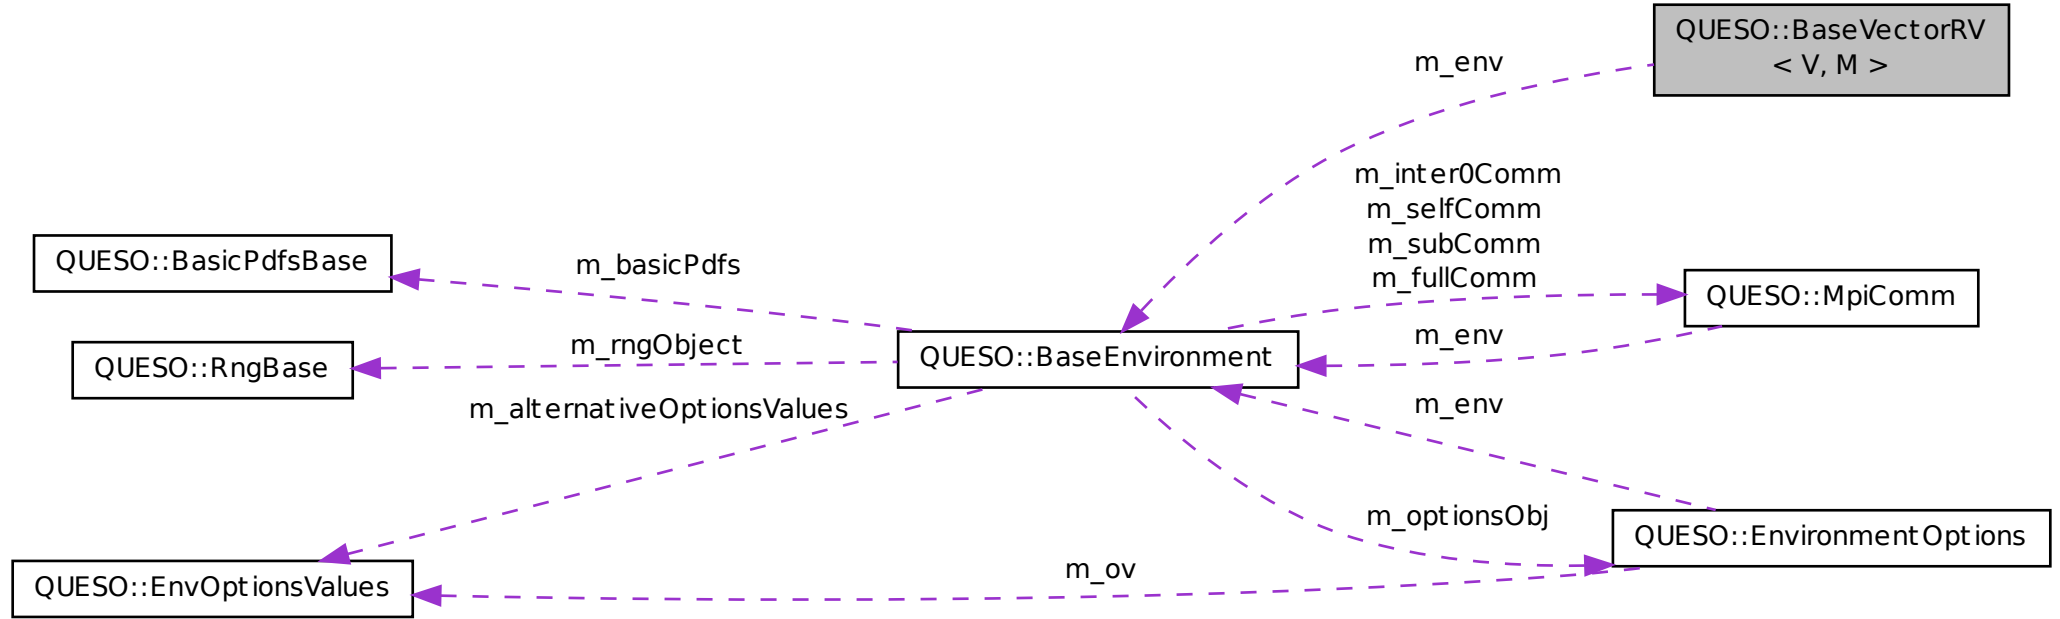 QUESO::BaseVectorRV
< V, M >
m_env
m_inter0Comm
m_selfComm
m_subComm
m_fullComm
QUESO::BasicPdfsBase
m_basicPdfs
QUESO::MpiComm
m_env
m_rngObject
QUESO::RngBase
QUESO::BaseEnvironment
m_alternativeOptionsValues
m_env
m_optionsObj
QUESO::EnvironmentOptions
m_ov
QUESO::EnvOptionsValues